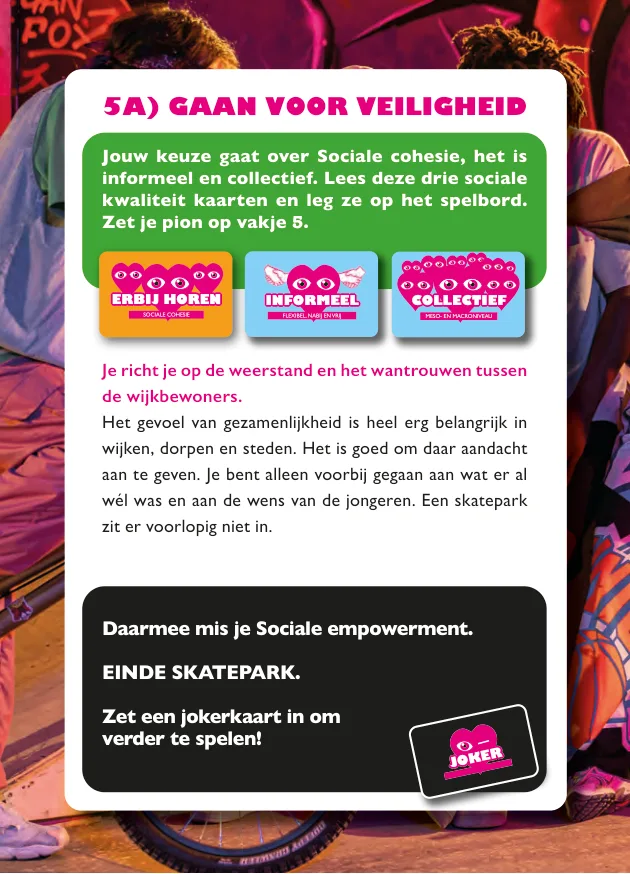 5A) GAAN VOOR VEILIGHEID
Jouw keuze gaat over Sociale cohesie, het is
informeel en collectief. Lees deze drie sociale
kwaliteit kaarten en leg ze op het spelbord.
Zet je pion op vakje 5.
ERBIJ HOREN
SOCIALE COHESIE
INFORMEEL
FLEXIBEL, NABIJ EN VRIJ
COLLECTIEF
MESO- EN MACRONIVEAU
Je richt je op de weerstand en het wantrouwen tussen
de wijkbewoners.
Het gevoel van gezamenlijkheid is heel erg belangrijk in
wijken, dorpen en steden. Het is goed om daar aandacht
aan te geven. Je bent alleen voorbij gegaan aan wat er al
wél was en aan de wens van de jongeren. Een skatepark
zit er voorlopig niet in.
Daarmee mis je Sociale empowerment.
EINDE SKATEPARK.
Zet een jokerkaart in om
verder te spelen!
JOKER